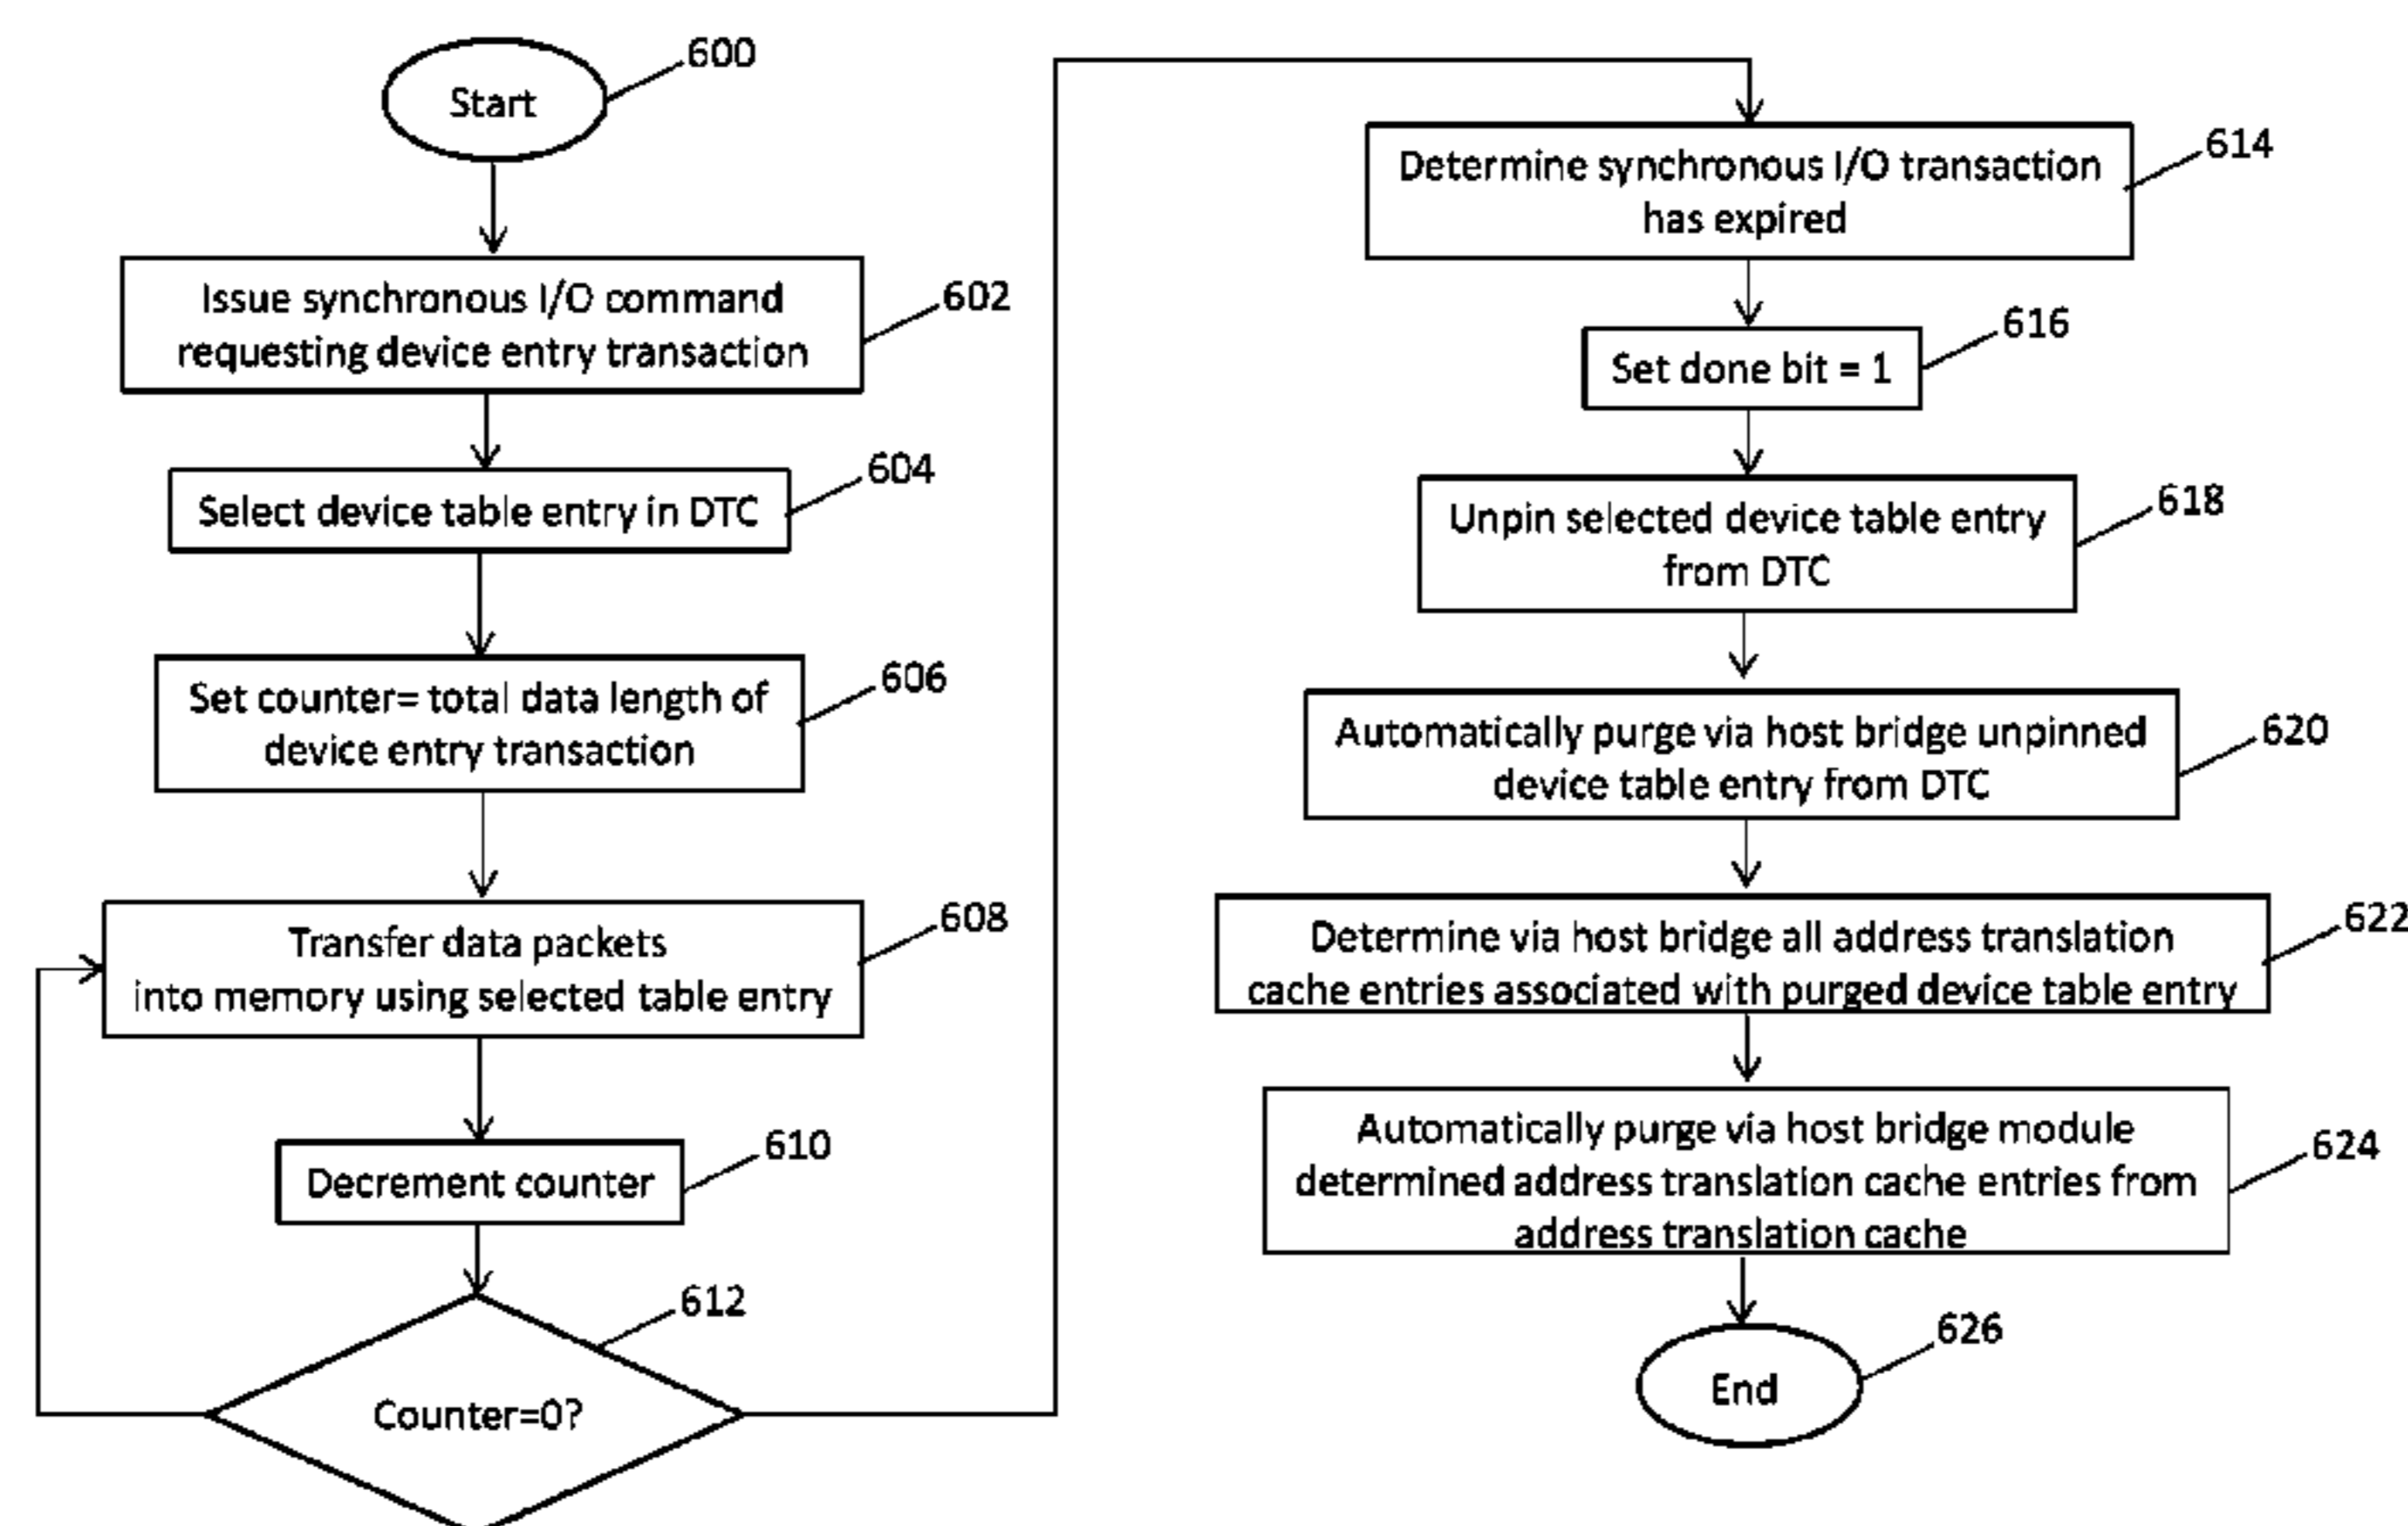 600
Start
602
Issue synchronous I/O command
requesting device entry transaction
604
Select device table entry in DTC
606
Set counter= total data length of
device entry transaction
608
Transfer data packets
into memory using selected table entry
610
Decrement counter
612
Counter=0?
614
Determine synchronous I/O transaction
has expired
616
Set done bit = 1
618
Unpin selected device table entry
from DTC
620
Automatically purge via host bridge unpinned
device table entry from DTC
622
Determine via host bridge all address translation
cache entries associated with purged device table entry
624
Automatically purge via host bridge module
determined address translation cache entries from
address translation cache
626
End